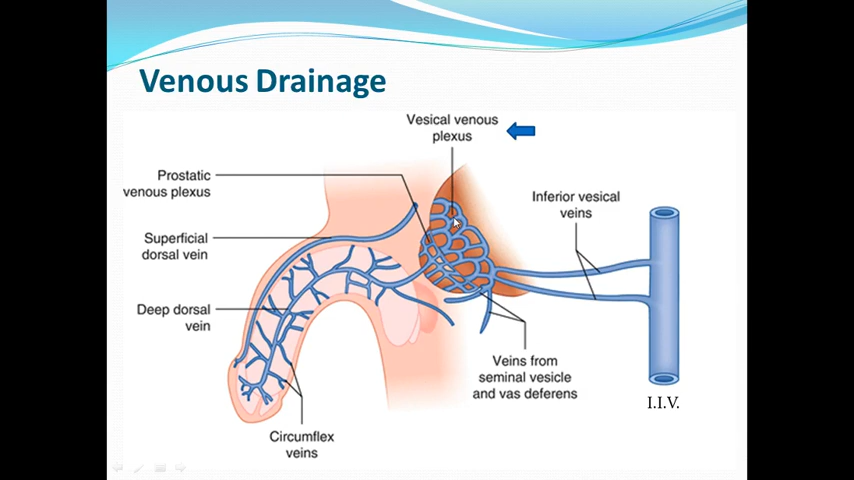 Venous Drainage
Vesical venous
plexus
Prostatic
venous plexus
Inferior vesical
veins
Superficial
dorsal vein
Deep dorsal
vein
Veins from
seminal vesicle
and vas deferens
I.I.V.
Circumflex
veins